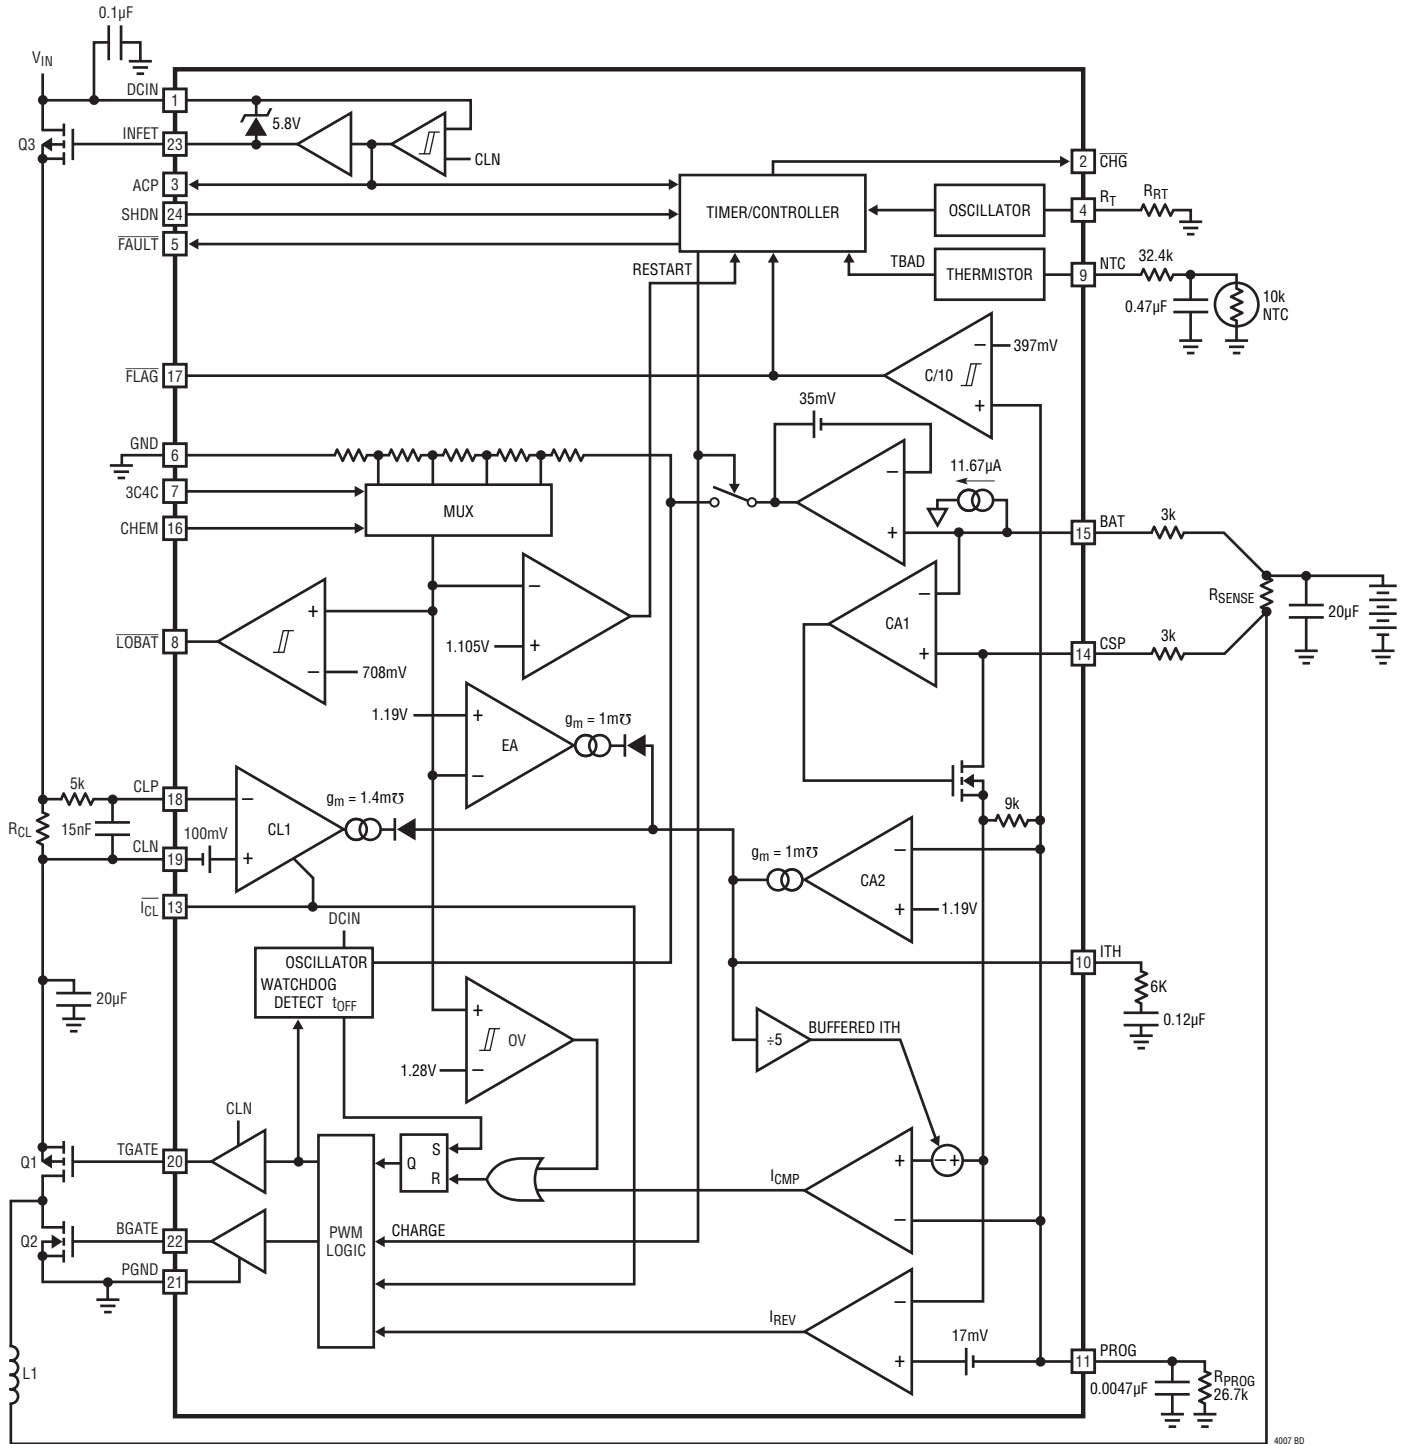 0.1µF
VIN
DCIN
1
INFET
23
5.8V
CLN
Q3
ACP
3
SHDN
24
FAULT
5
TIMER/CONTROLLER
2
CHG
OSCILLATOR
4
RT
RRT
RESTART
TBAD
THERMISTOR
9
NTC
32.4k
0.47µF
10k
NTC
FLAG
17
C/10
–
397mV
+
35mV
GND
6
3C4C
7
CHEM
16
MUX
–
+
11.67µA
15
BAT
3k
–
CA1
+
14
CSP
3k
RSENSE
20µF
LOBAT
8
+
–
708mV
1.105V
–
+
1.19V
+
EA
–
gm = 1m℧
5k
CLP
18
RCL
15nF
CLN
19
100mV
–
CL1
+
gm = 1.4m℧
ICL
13
9k
gm = 1m℧
–
CA2
+
1.19V
DCIN
OSCILLATOR
WATCHDOG
DETECT tOFF
20µF
10
ITH
6K
0.12µF
+
OV
–
1.28V
÷5
BUFFERED ITH
CLN
TGATE
20
Q1
S
Q
R
ICMP
+
–
– +
BGATE
22
Q2
PWM
LOGIC
CHARGE
PGND
21
IREV
–
+
17mV
11
PROG
0.0047µF
RPROG
26.7k
L1
4007 BD